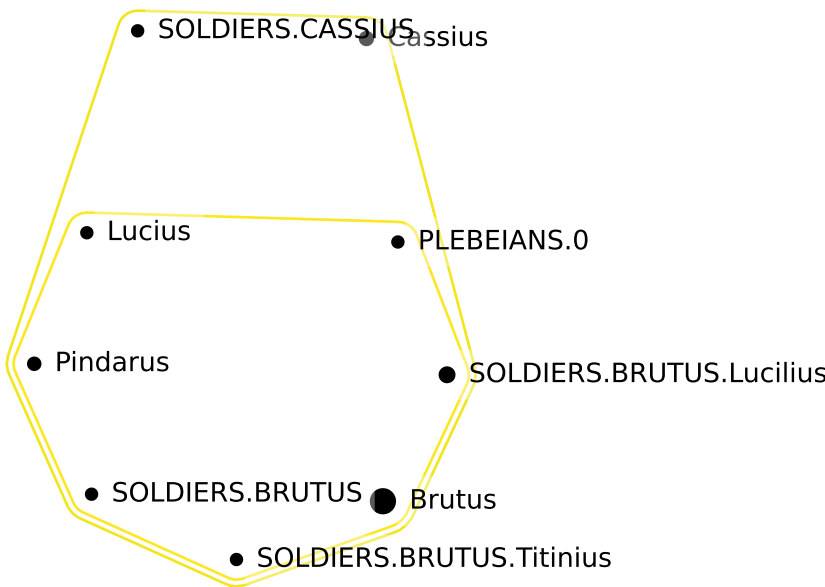 SOLDIERS.CASSIUS
Cassius
Lucius
PLEBEIANS.0
Pindarus
SOLDIERS.BRUTUS.Lucilius
SOLDIERS.BRUTUS
Brutus
SOLDIERS.BRUTUS.Titinius